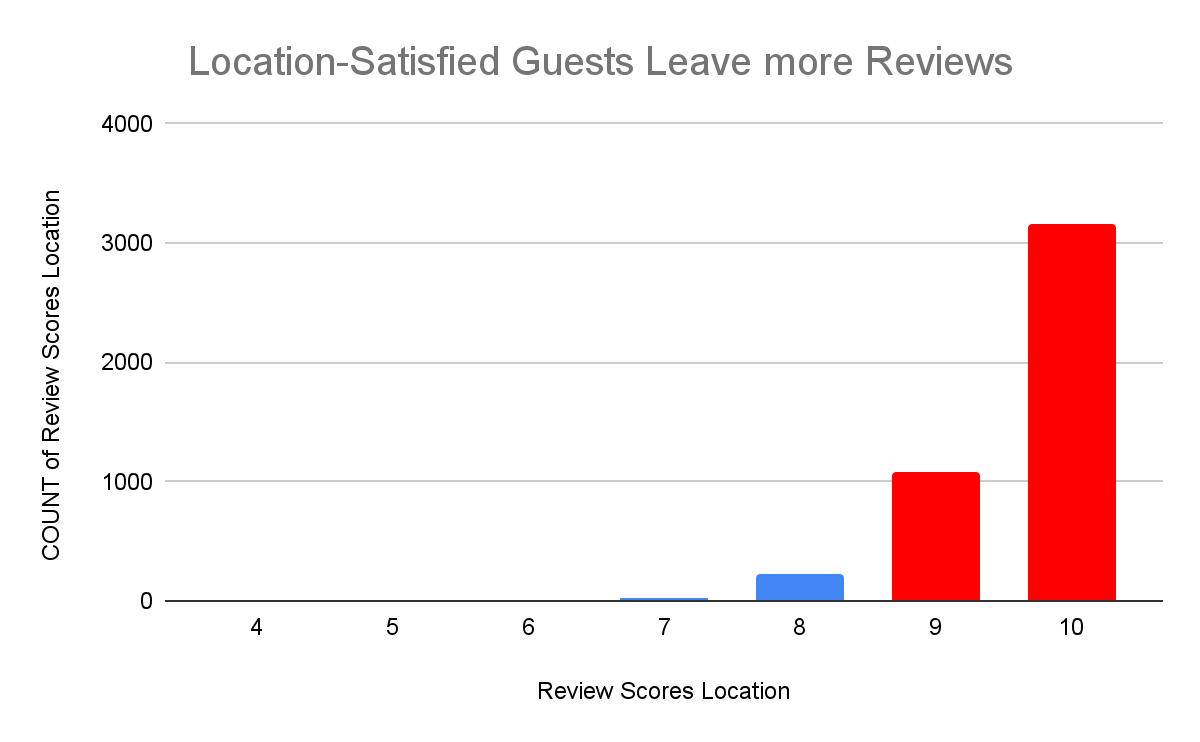 Location-Satisfied Guests Leave more Reviews
COUNT of Review Scores Location
4000
3000
2000
1000
0
4 5 6 7 8 9 10
Review Scores Location